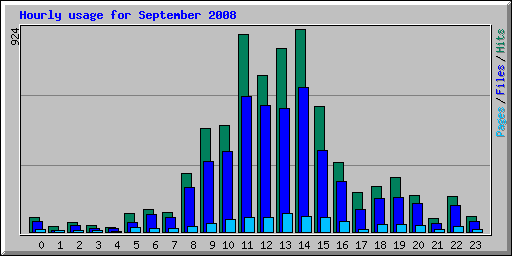 Hourly usage for September 2008
924
Pages/Files/Hits
0 1 2 3 4 5 6 7 8 9 10 11 12 13 14 15 16 17 18 19 20 21 22 23